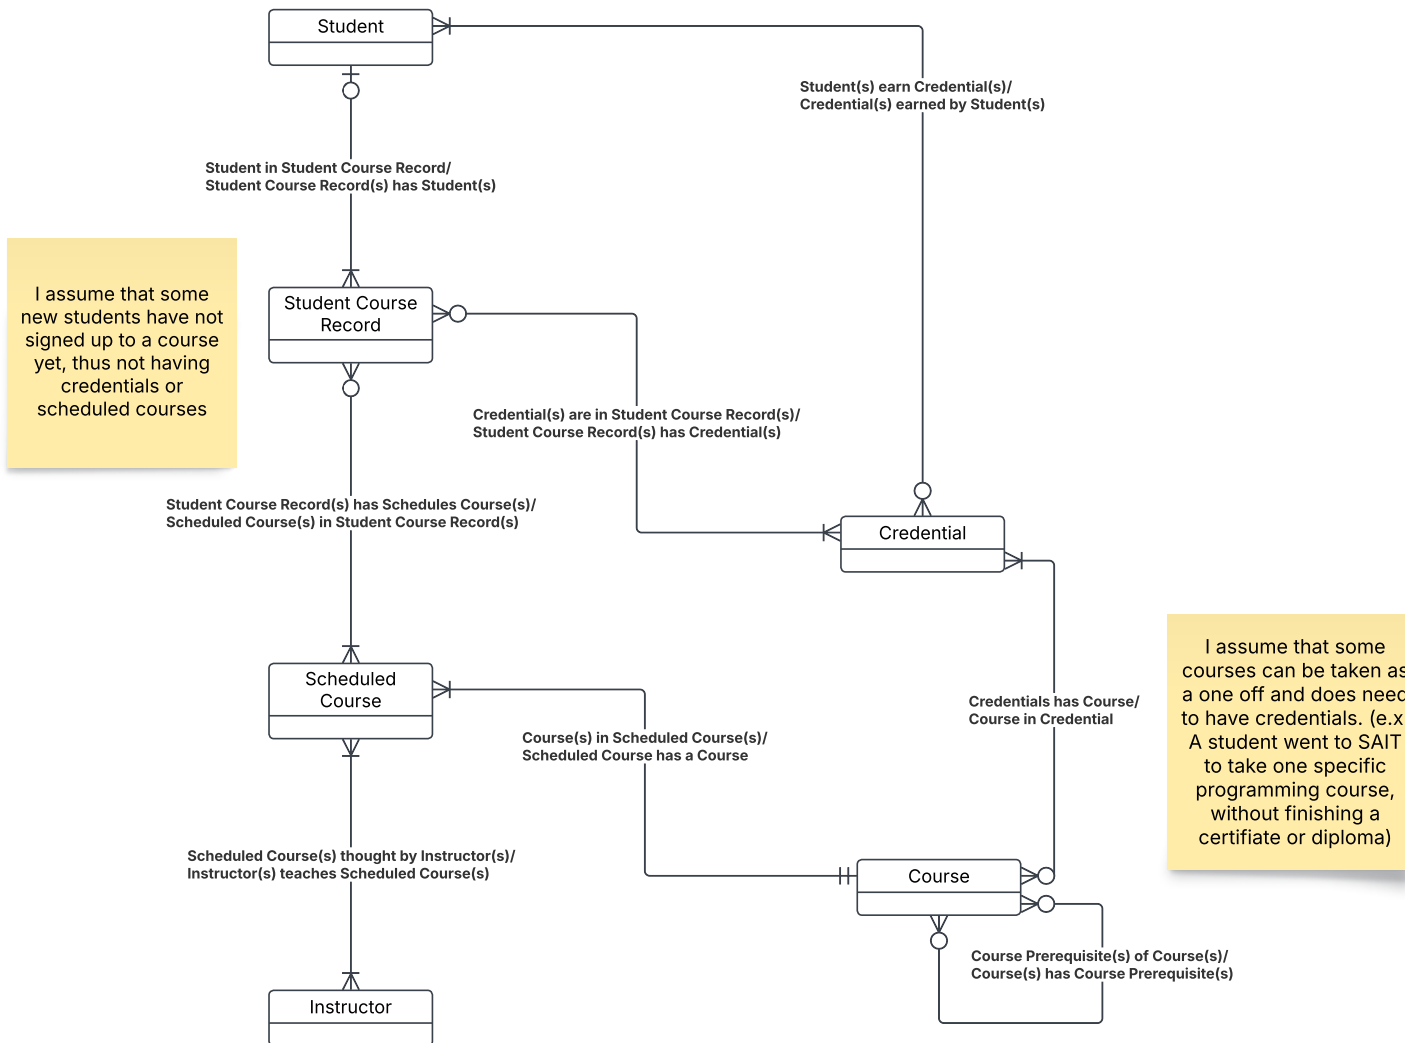 Student
Student(s) earn Credential(s)/
Credential(s) earned by Student(s)
Student in Student Course Record/
Student Course Record(s) has Student(s)
I assume that some
new students have not
signed up to a course
yet, thus not having
credentials or
scheduled courses
Student Course
Record
Credential(s) are in Student Course Record(s)/
Student Course Record(s) has Credential(s)
Student Course Record(s) has Schedules Course(s)/
Scheduled Course(s) in Student Course Record(s)
Credential
Scheduled
Course
Course(s) in Scheduled Course(s)/
Scheduled Course has a Course
Credentials has Course/
Course in Credential
I assume that some
courses can be taken as
a one off and does need
to have credentials. (e.x
A student went to SAIT
to take one specific
programming course,
without finishing a
certifiate or diploma)
Scheduled Course(s) thought by Instructor(s)/
Instructor(s) teaches Scheduled Course(s)
Course
Course Prerequisite(s) of Course(s)/
Course(s) has Course Prerequisite(s)
Instructor